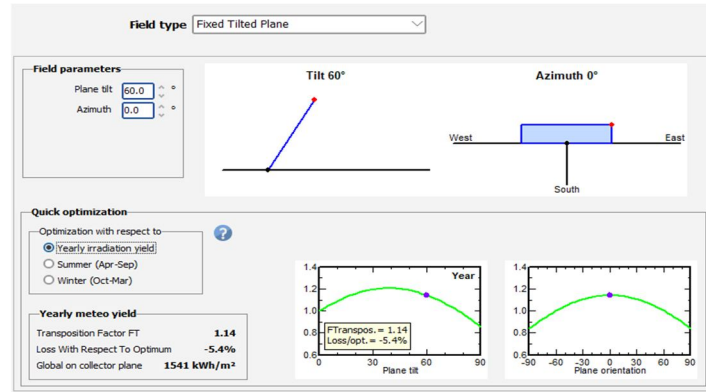 Field type Fixed Tilted Plane
Field parameters
Plane tilt 60.0 °
Azimuth 0.0 °
Tilt 60°
Azimuth 0°
West
East
South
Quick optimization
Optimization with respect to
Yearly irradiation yield
Summer (Apr-Sep)
Winter (Oct-Mar)
?
Yearly meteo yield
Transposition Factor FT 1.14
Loss With Respect To Optimum -5.4%
Global on collector plane 1541 kWh/m²
1.4
1.2
1.0
0.8
0.6
Year
FTranspos.= 1.14
Loss/opt.= -5.4%
0 30 60 90
Plane tilt
1.4
1.2
1.0
0.8
0.6
-90 -60 -30 0 30 60 90
Plane orientation